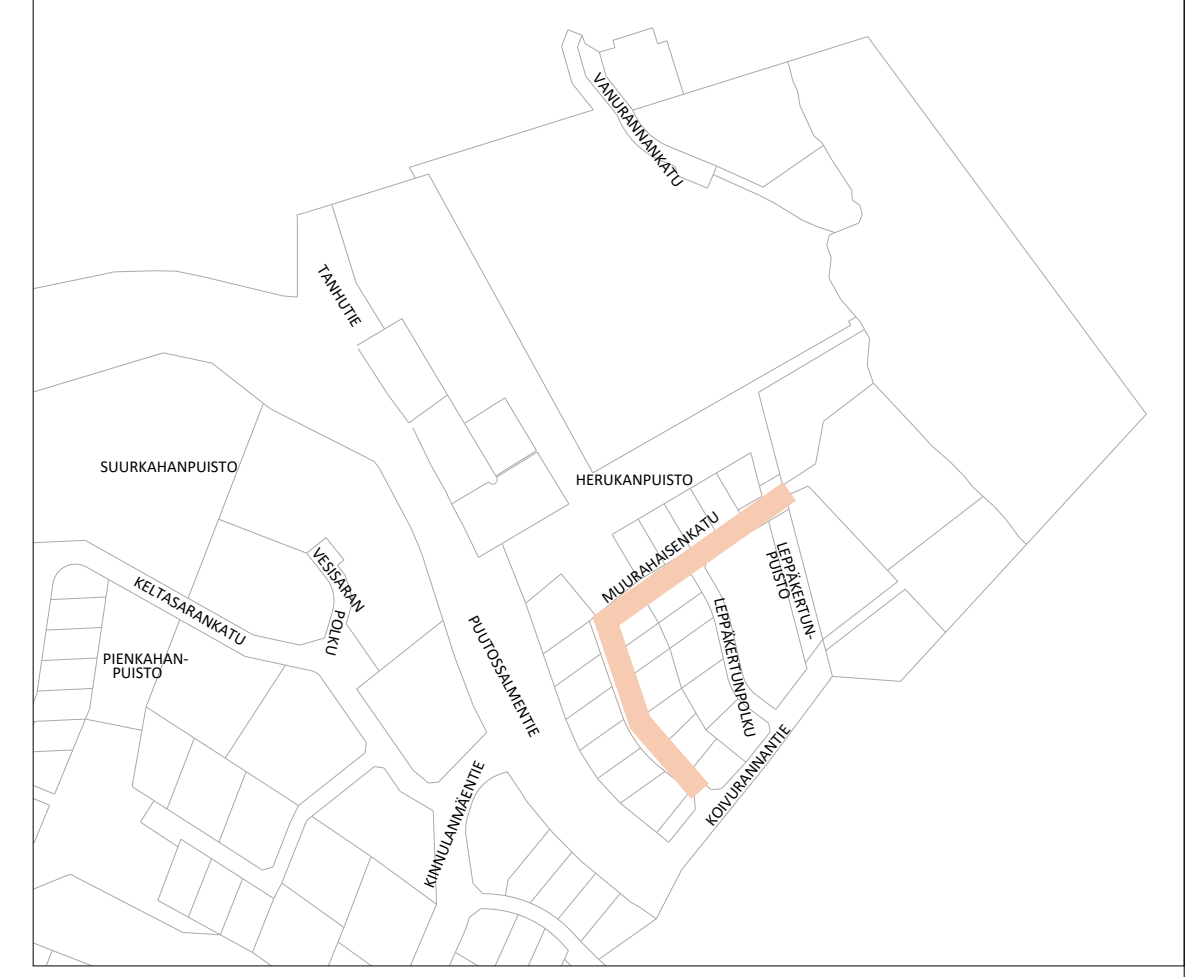 VANURANNANKATU
TANHUTIE
SUURKAHANPUISTO
HERUKANPUISTO
MUURAHAISENKATU
LEPPÄKERTUN-
PUISTO
VESISARAN
POLKU
KELTASARANKATU
PIENKAHAN-
PUISTO
PUUTOSSALMENTIE
LEPPÄKERTUNPOLKU
KOIVURANNANTIE
KINNULANMÄENTIE